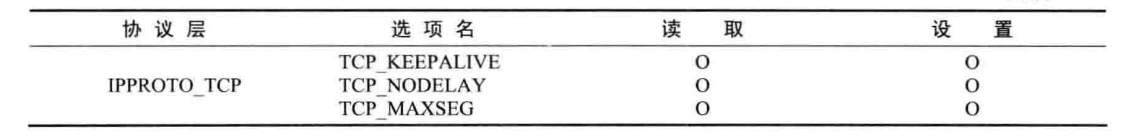 协议层 选项名 读取 设置
TCP_KEEPALIVE O O
IPPROTO_TCP TCP_NODELAY O O
TCP_MAXSEG O O